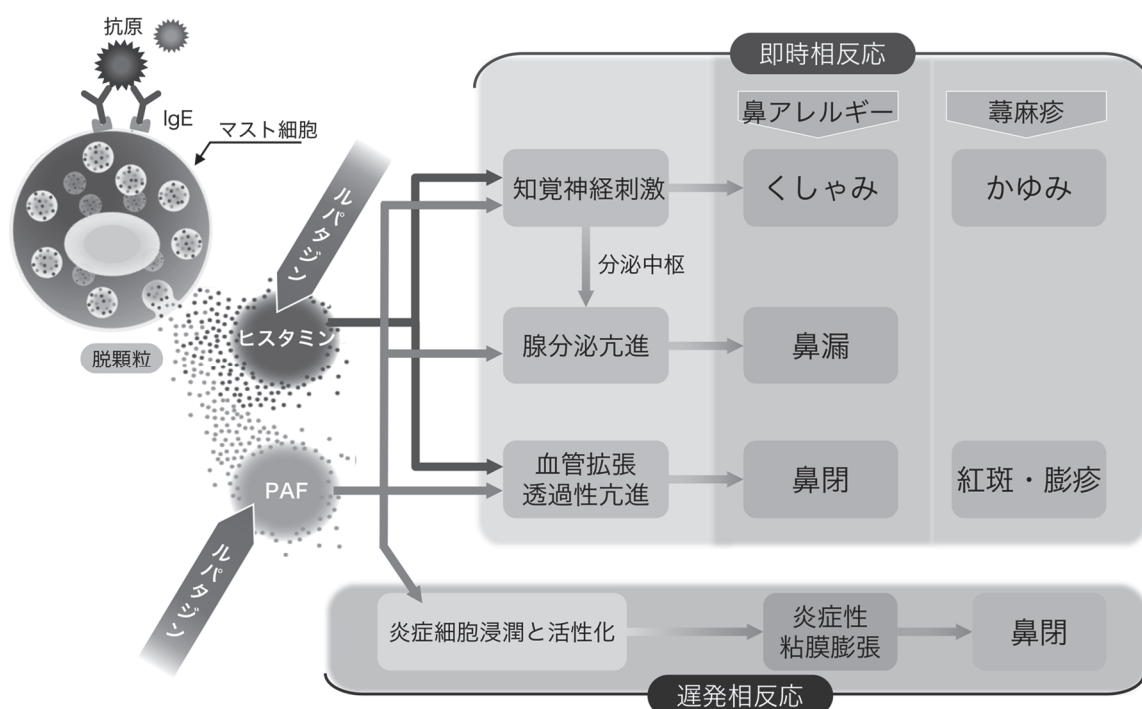 抗原
IgE
マスト細胞
脱顆粒
ルパタジン
ヒスタミン
PAF
ルパタジン
即時相反応
鼻アレルギー
蕁麻疹
知覚神経刺激
くしゃみ
かゆみ
分泌中枢
腺分泌亢進
鼻漏
血管拡張
透過性亢進
鼻閉
紅斑・膨疹
炎症細胞浸潤と活性化
炎症性
粘膜膨張
鼻閉
遅発相反応